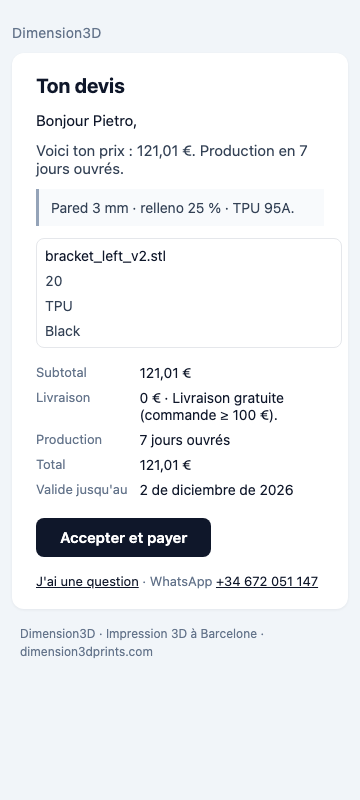 Dimension3D
Ton devis
Bonjour Pietro,
Voici ton prix : 121,01 €. Production en 7
jours ouvrés.
Pared 3 mm · relleno 25 % · TPU 95A.
bracket_left_v2.stl
20
TPU
Black
Subtotal 121,01 €
Livraison 0 € · Livraison gratuite
(commande ≥ 100 €).
Production 7 jours ouvrés
Total 121,01 €
Valide jusqu'au 2 de diciembre de 2026
Accepter et payer
J'ai une question · WhatsApp +34 672 051 147
Dimension3D · Impression 3D à Barcelone ·
dimension3dprints.com